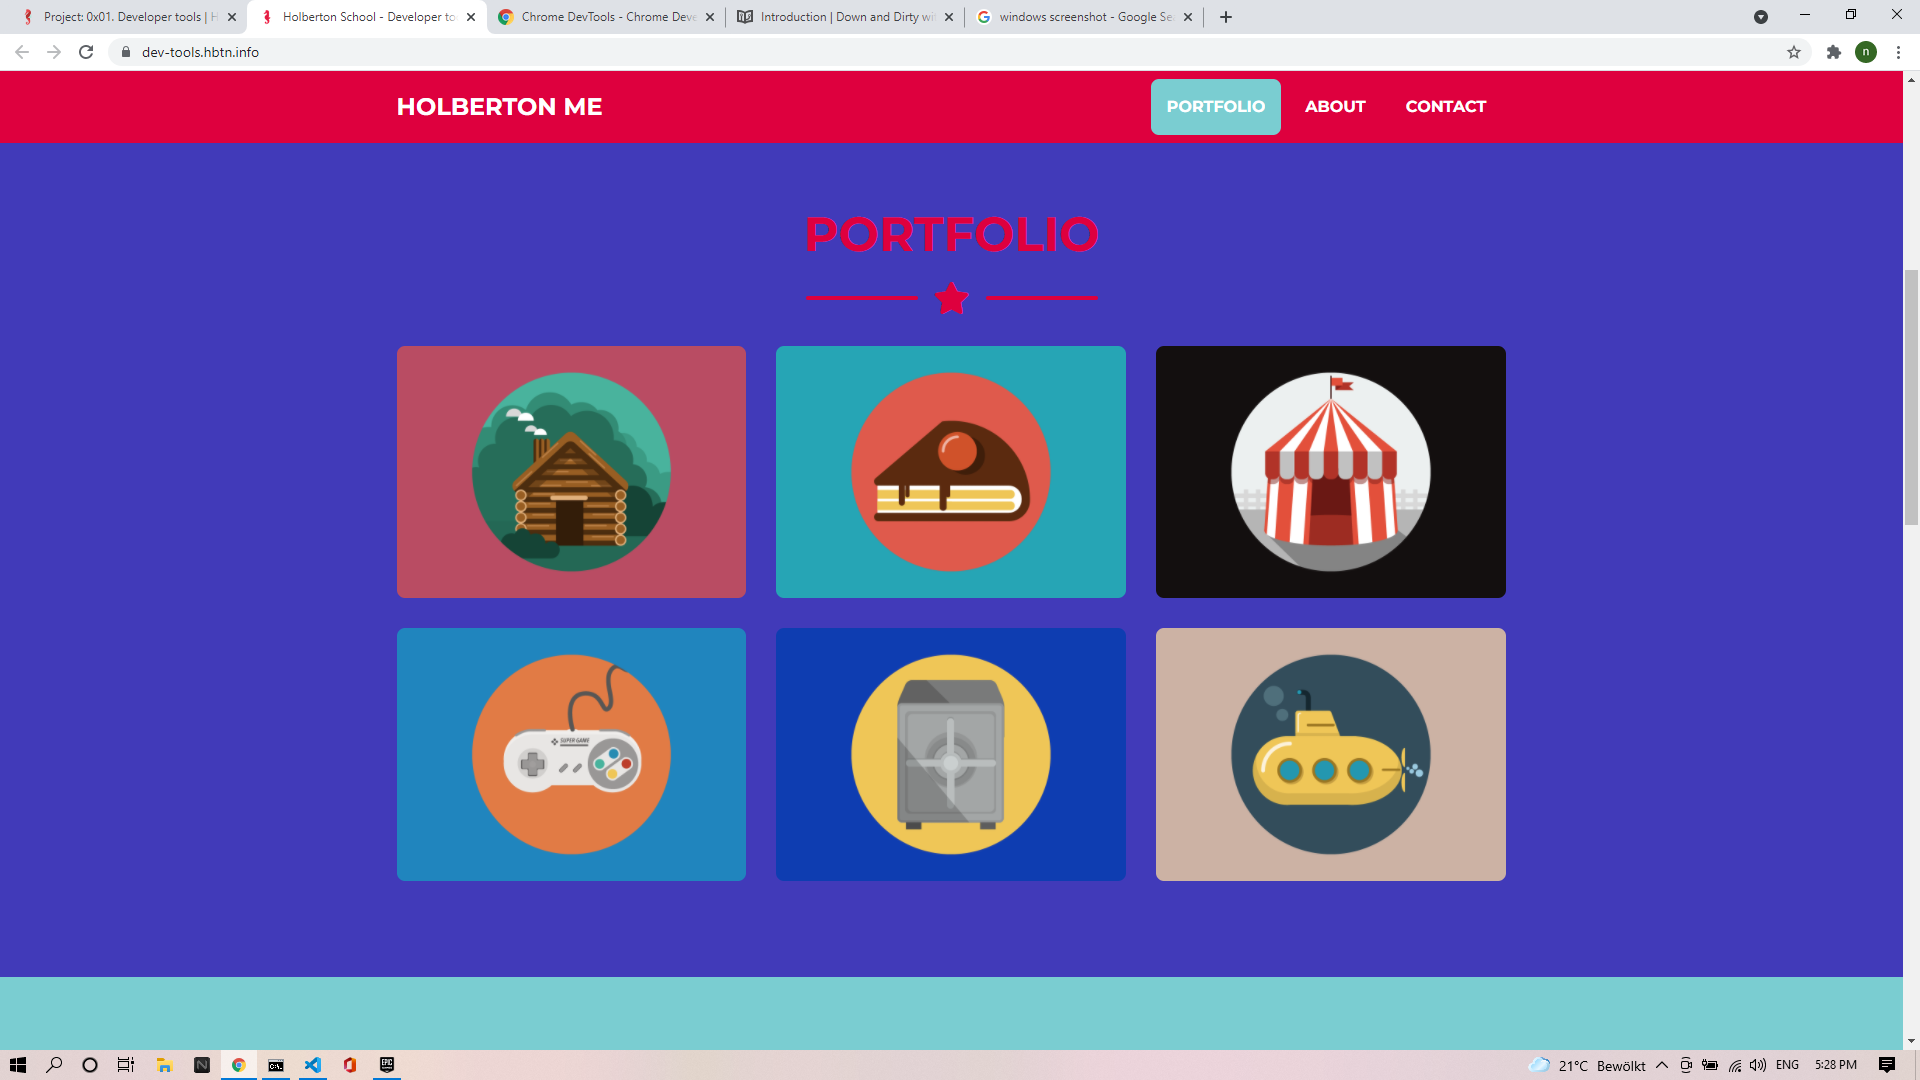 Project: 0x01. Developer tools | H
Holberton School - Developer to
Chrome DevTools - Chrome Deve
Introduction | Down and Dirty wi
windows screenshot - Google Se
dev-tools.hbtn.info
n
HOLBERTON ME
PORTFOLIO
ABOUT
CONTACT
PORTFOLIO
SUPER GAME
21°C Bewölkt
ENG
5:28 PM